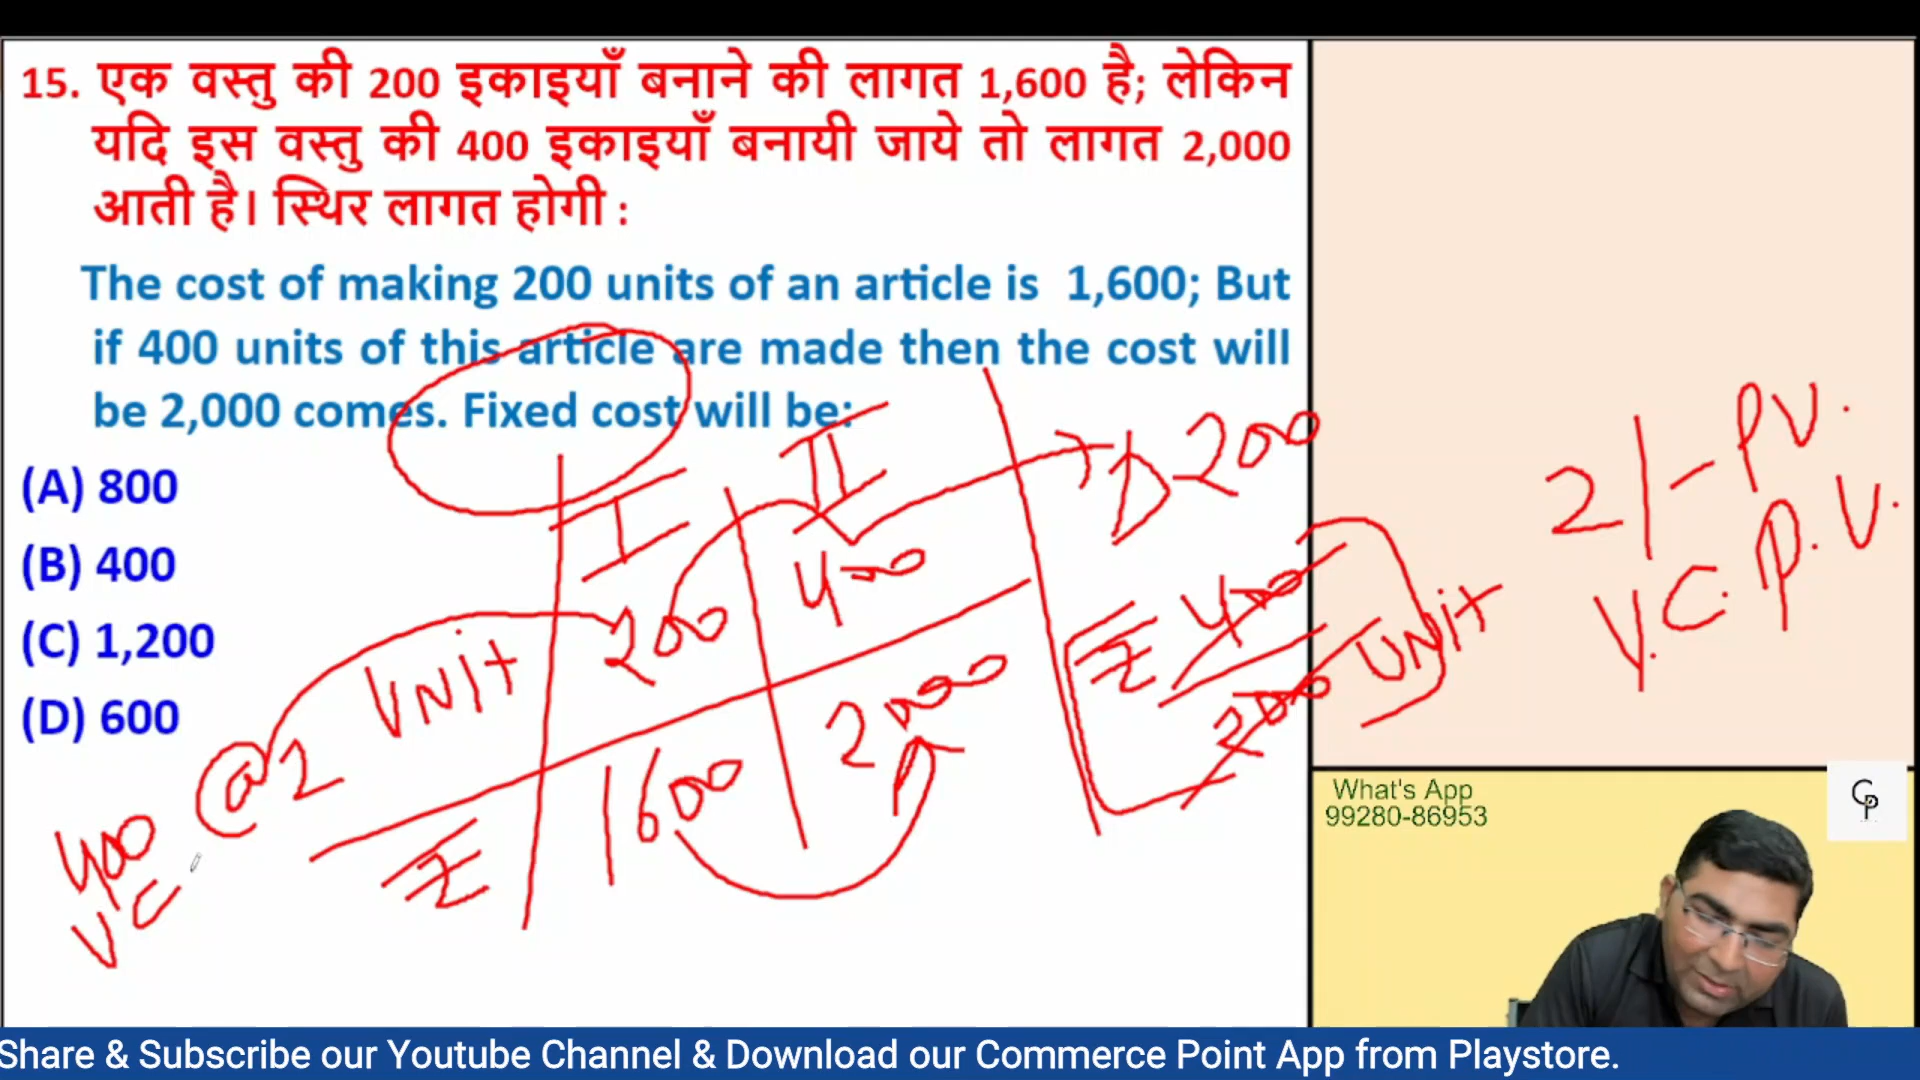 15. एक वस्तु की 200 इकाइयाँ बनाने की लागत 1,600 है; लेकिन
यदि इस वस्तु की 400 इकाइयाँ बनायी जाये तो लागत 2,000
आती है। स्थिर लागत होगी :
The cost of making 200 units of an article is 1,600; But
if 400 units of this article are made then the cost will
be 2,000 comes. Fixed cost will be:
(A) 800
(B) 400
(C) 1,200
(D) 600
I II D 200
UNIT 200 400
₹ 1600 2000
₹ 400
200 UNIT
2/- P.U.
V.C. P.U.
@ 2
400
VC
What's App
99280-86953
CP
Share & Subscribe our Youtube Channel & Download our Commerce Point App from Playstore.